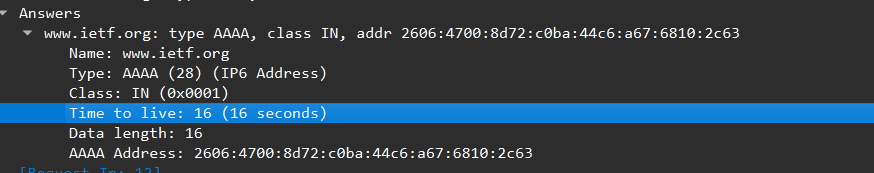 Answers
www.ietf.org: type AAAA, class IN, addr 2606:4700:8d72:c0ba:44c6:a67:6810:2c63
Name: www.ietf.org
Type: AAAA (28) (IP6 Address)
Class: IN (0x0001)
Time to live: 16 (16 seconds)
Data length: 16
AAAA Address: 2606:4700:8d72:c0ba:44c6:a67:6810:2c63